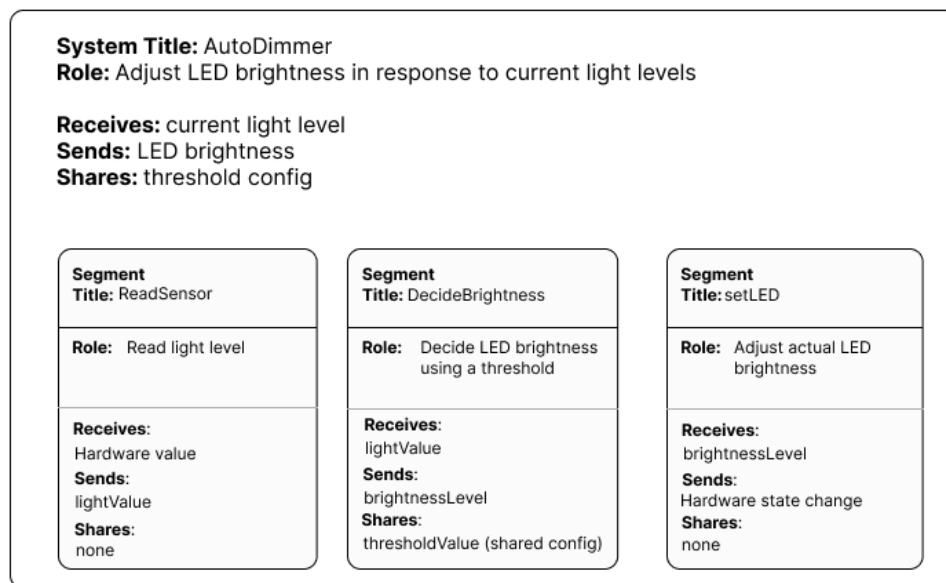 System Title: AutoDimmer
Role: Adjust LED brightness in response to current light levels
Receives: current light level
Sends: LED brightness
Shares: threshold config
Segment
Title: ReadSensor
Role: Read light level
Receives:
Hardware value
Sends:
lightValue
Shares:
none
Segment
Title: DecideBrightness
Role: Decide LED brightness
using a threshold
Receives:
lightValue
Sends:
brightnessLevel
Shares:
thresholdValue (shared config)
Segment
Title: setLED
Role: Adjust actual LED
brightness
Receives:
brightnessLevel
Sends:
Hardware state change
Shares:
none